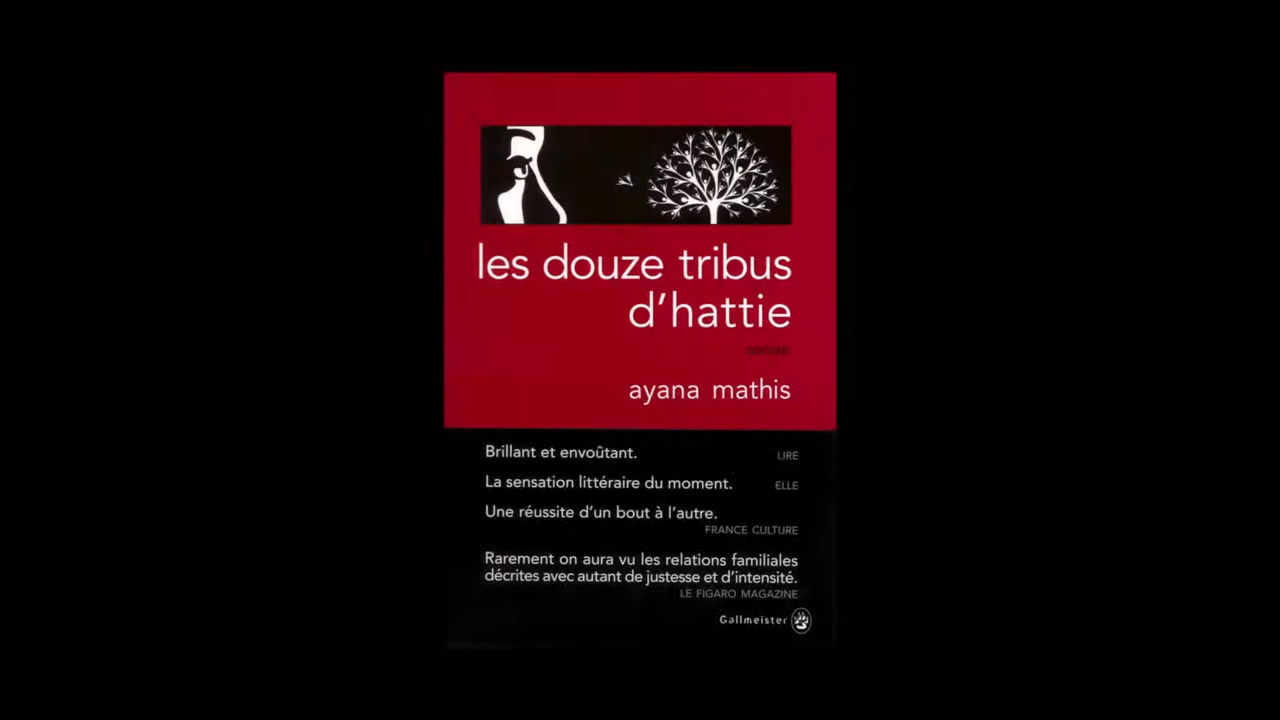 les douze tribus
d'hattie
ayana mathis
Brillant et envoûtant.
LIRE
La sensation littéraire du moment.
ELLE
Une réussite d'un bout à l'autre.
FRANCE CULTURE
Rarement on aura vu les relations familiales
décrites avec autant de justesse et d'intensité.
LE FIGARO MAGAZINE
Gallmeister